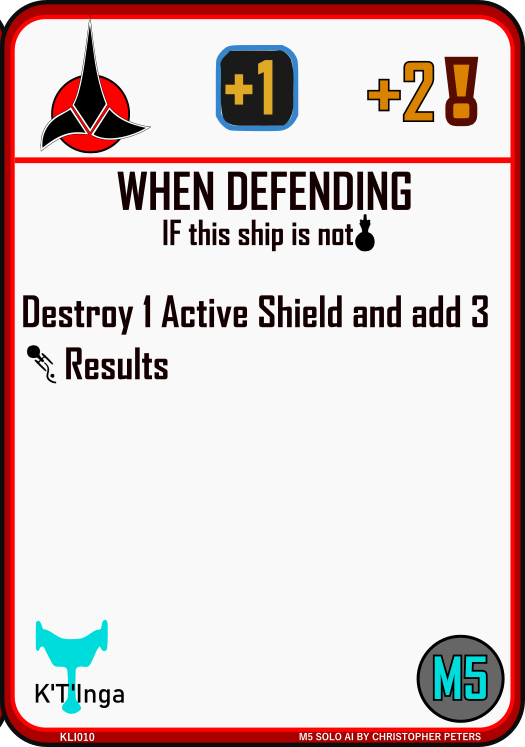 +1
+2!
WHEN DEFENDING
IF this ship is not
Destroy 1 Active Shield and add 3
Results
K'T'Inga
M5
KLI010
M5 SOLO AI BY CHRISTOPHER PETERS